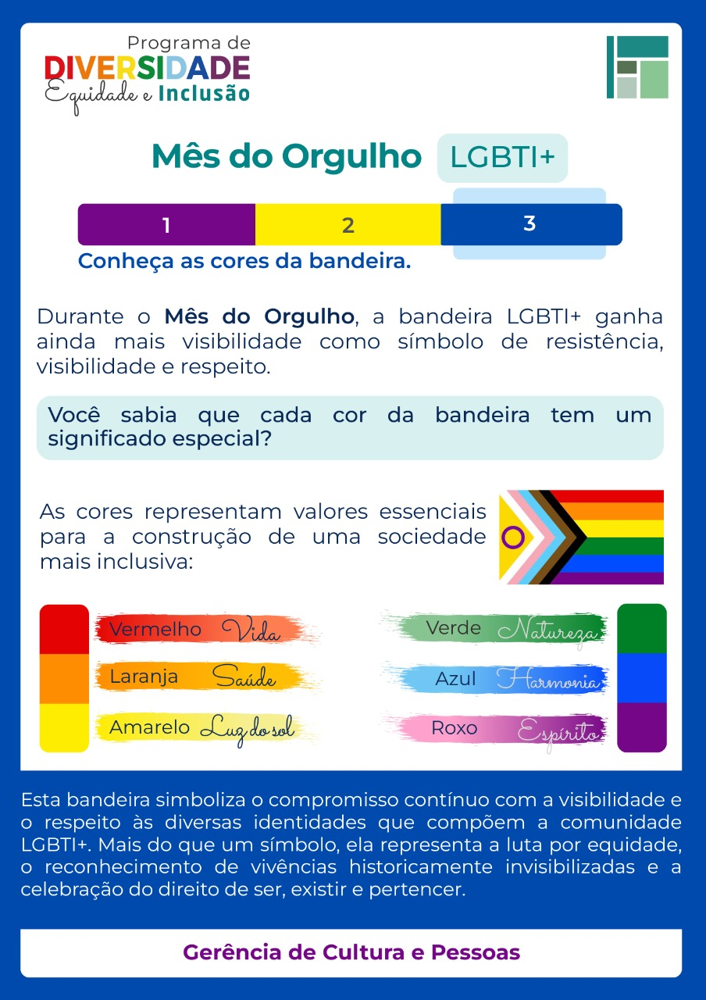 Programa de
DIVERSIDADE
Equidade e Inclusão
Mês do Orgulho LGBTI+
1 2 3
Conheça as cores da bandeira.
Durante o Mês do Orgulho, a bandeira LGBTI+ ganha
ainda mais visibilidade como símbolo de resistência,
visibilidade e respeito.
Você sabia que cada cor da bandeira tem um
significado especial?
As cores representam valores essenciais
para a construção de uma sociedade
mais inclusiva:
Vermelho Vida
Laranja Saúde
Amarelo Luz do sol
Verde Natureza
Azul Harmonia
Roxo Espírito
Esta bandeira simboliza o compromisso contínuo com a visibilidade e
o respeito às diversas identidades que compõem a comunidade
LGBTI+. Mais do que um símbolo, ela representa a luta por equidade,
o reconhecimento de vivências historicamente invisibilizadas e a
celebração do direito de ser, existir e pertencer.
Gerência de Cultura e Pessoas